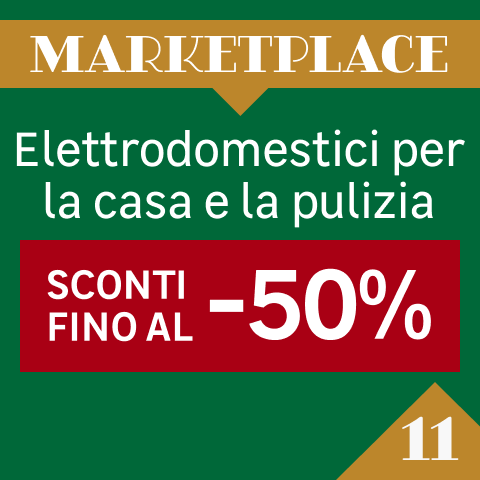 MARKETPLACE
Elettrodomestici per
la casa e la pulizia
SCONTI
FINO AL
-50%
11